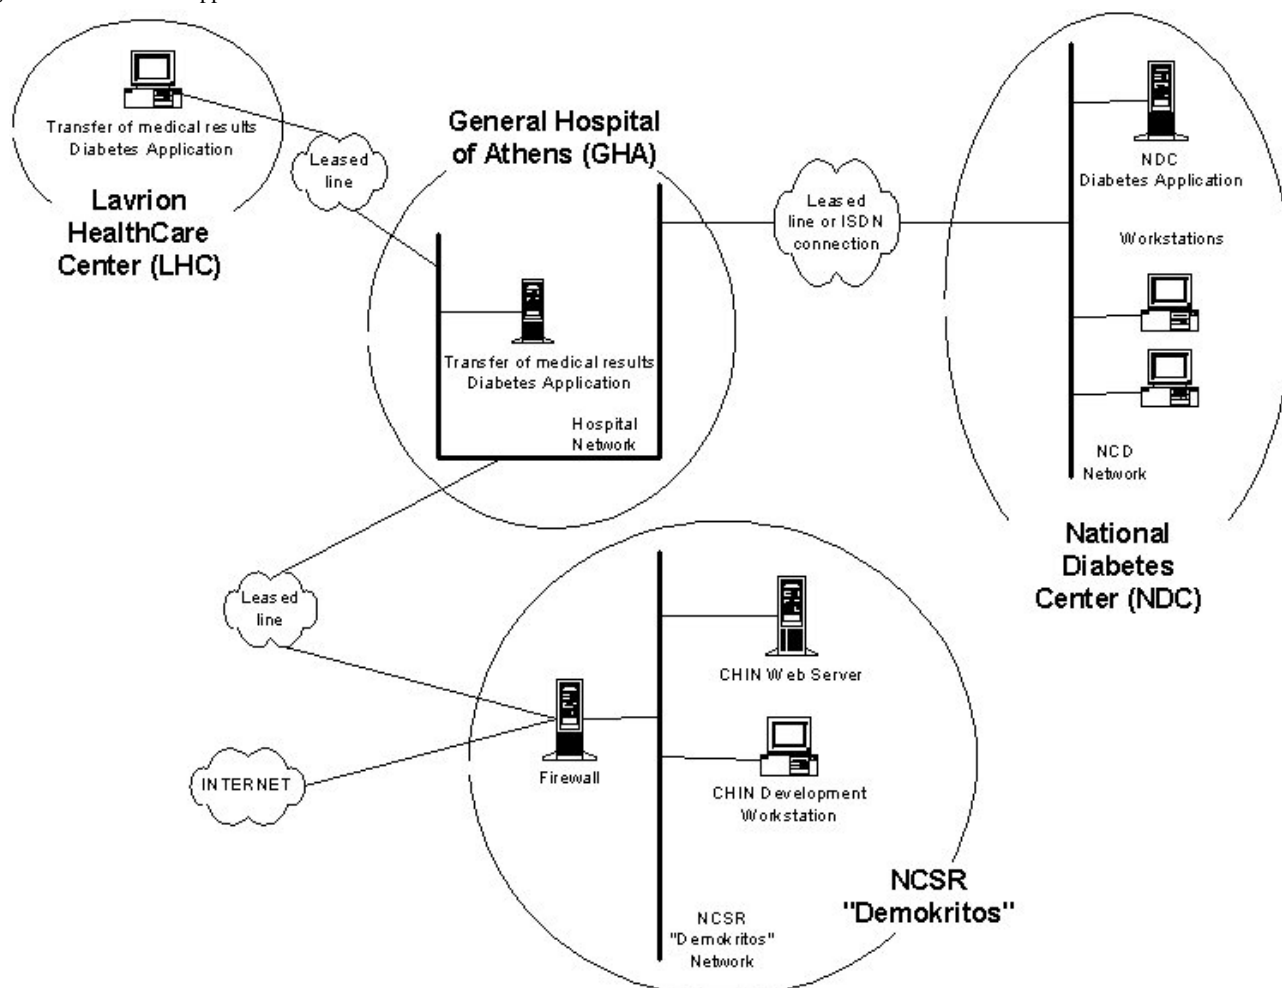 Transfer of medical results
Diabetes Application
Lavrion
HealthCare
Center (LHC)
Leased
line
General Hospital
of Athens (GHA)
Transfer of medical results
Diabetes Application
Hospital
Network
Leased
line or ISDN
connection
NDC
Diabetes Application
Workstations
NCD
Network
National
Diabetes
Center (NDC)
Leased
line
INTERNET
Firewall
CHIN Web Server
CHIN Development
Workstation
NCSR
"Demokritos"
Network
NCSR
"Demokritos"